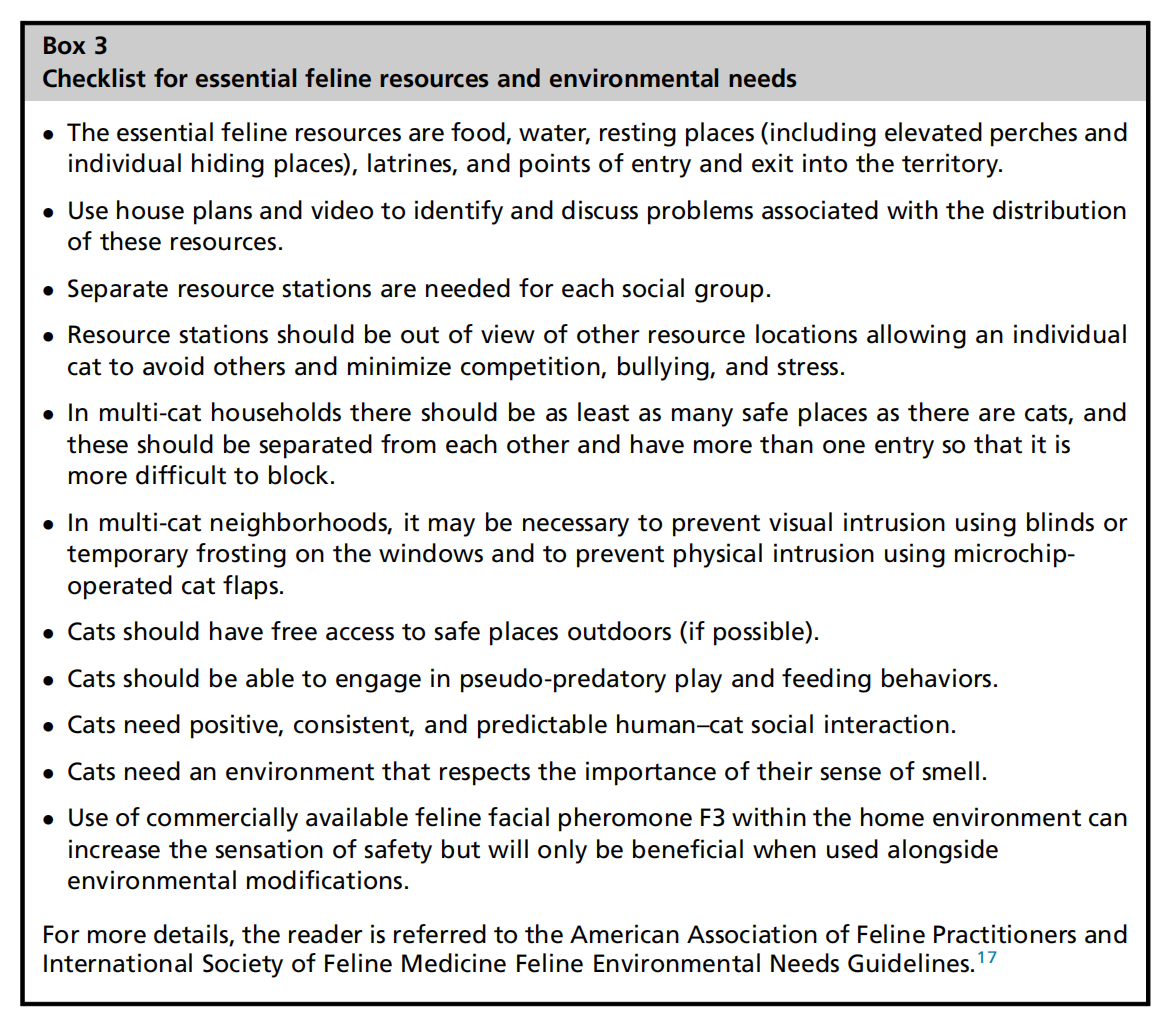 Box 3
Checklist for essential feline resources and environmental needs
• The essential feline resources are food, water, resting places (including elevated perches and
individual hiding places), latrines, and points of entry and exit into the territory.
• Use house plans and video to identify and discuss problems associated with the distribution
of these resources.
• Separate resource stations are needed for each social group.
• Resource stations should be out of view of other resource locations allowing an individual
cat to avoid others and minimize competition, bullying, and stress.
• In multi-cat households there should be as least as many safe places as there are cats, and
these should be separated from each other and have more than one entry so that it is
more difficult to block.
• In multi-cat neighborhoods, it may be necessary to prevent visual intrusion using blinds or
temporary frosting on the windows and to prevent physical intrusion using microchip-
operated cat flaps.
• Cats should have free access to safe places outdoors (if possible).
• Cats should be able to engage in pseudo-predatory play and feeding behaviors.
• Cats need positive, consistent, and predictable human–cat social interaction.
• Cats need an environment that respects the importance of their sense of smell.
• Use of commercially available feline facial pheromone F3 within the home environment can
increase the sensation of safety but will only be beneficial when used alongside
environmental modifications.
For more details, the reader is referred to the American Association of Feline Practitioners and
International Society of Feline Medicine Feline Environmental Needs Guidelines.17